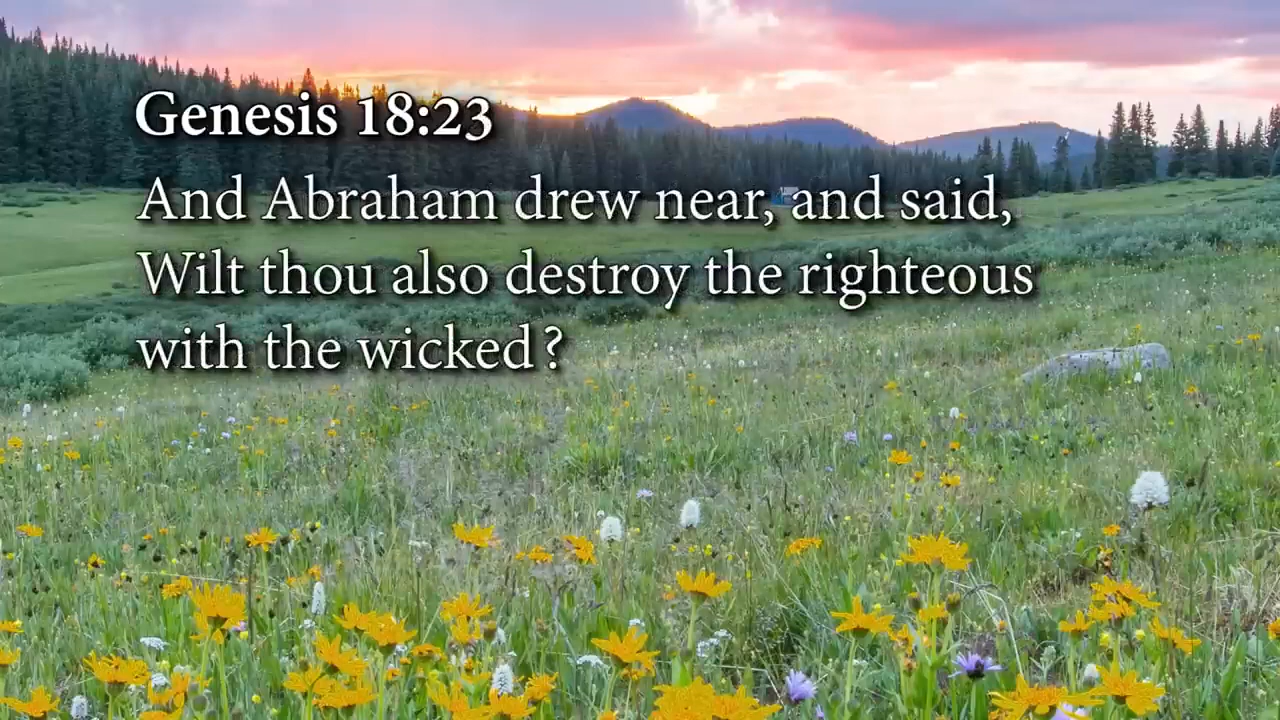 Genesis 18:23
And Abraham drew near, and said,
Wilt thou also destroy the righteous
with the wicked?